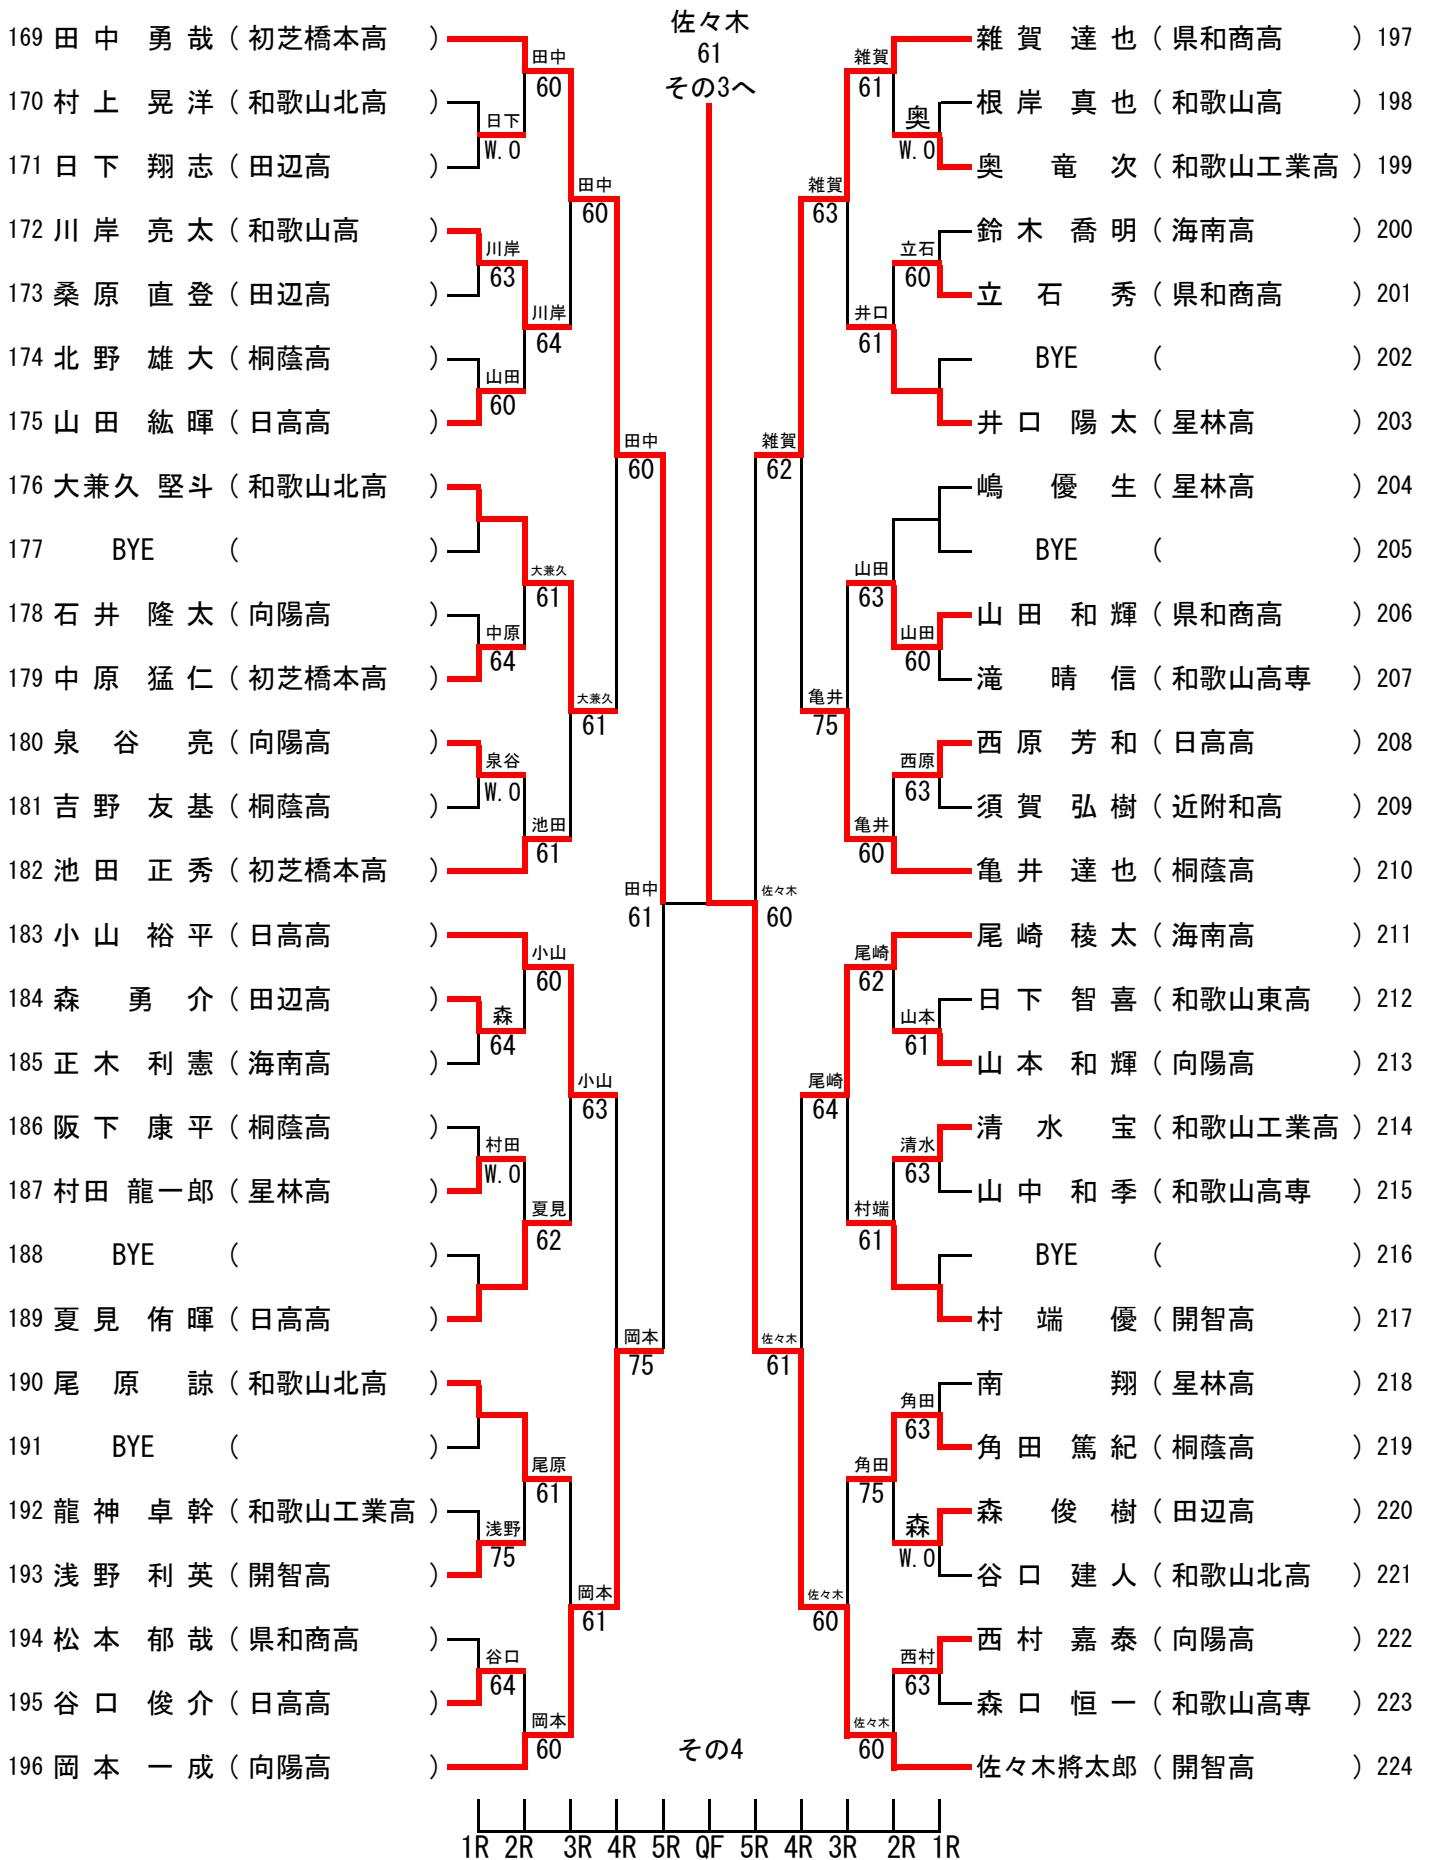 佐々木
61
その3へ
169 田中 勇哉 ( 初芝橋本高 )
170 村上 晃洋 ( 和歌山北高 )
171 日下 翔志 ( 田辺高 )
172 川岸 亮太 ( 和歌山高 )
173 桑原 直登 ( 田辺高 )
174 北野 雄大 ( 桐蔭高 )
175 山田 紘暉 ( 日高高 )
176 大兼久 堅斗 ( 和歌山北高 )
177 BYE ( )
178 石井 隆太 ( 向陽高 )
179 中原 猛仁 ( 初芝橋本高 )
180 泉谷 亮 ( 向陽高 )
181 吉野 友基 ( 桐蔭高 )
182 池田 正秀 ( 初芝橋本高 )
183 小山 裕平 ( 日高高 )
184 森 勇介 ( 田辺高 )
185 正木 利憲 ( 海南高 )
186 阪下 康平 ( 桐蔭高 )
187 村田 龍一郎 ( 星林高 )
188 BYE ( )
189 夏見 侑暉 ( 日高高 )
190 尾原 諒 ( 和歌山北高 )
191 BYE ( )
192 龍神 卓幹 ( 和歌山工業高 )
193 浅野 利英 ( 開智高 )
194 松本 郁哉 ( 県和商高 )
195 谷口 俊介 ( 日高高 )
196 岡本 一成 ( 向陽高 )
日下
W.0
川岸
63
山田
60
中原
64
泉谷
W.0
森
64
村田
W.0
浅野
75
谷口
64
田中
60
川岸
64
大兼久
61
池田
61
小山
60
夏見
62
尾原
61
岡本
60
田中
60
大兼久
61
小山
63
岡本
61
田中
60
岡本
75
田中
61
佐々木
60
雑賀
62
佐々木
61
雑賀
63
亀井
75
尾崎
64
佐々木
60
雑賀
61
井口
61
山田
63
亀井
60
尾崎
62
村端
61
角田
75
佐々木
60
奥
W.0
立石
60
山田
60
西原
63
山本
61
清水
63
角田
63
森
W.0
西村
63
雑賀 達也 ( 県和商高 ) 197
根岸 真也 ( 和歌山高 ) 198
奥 竜次 ( 和歌山工業高 ) 199
鈴木 喬明 ( 海南高 ) 200
立石 秀 ( 県和商高 ) 201
BYE ( ) 202
井口 陽太 ( 星林高 ) 203
嶋 優生 ( 星林高 ) 204
BYE ( ) 205
山田 和輝 ( 県和商高 ) 206
滝 晴信 ( 和歌山高専 ) 207
西原 芳和 ( 日高高 ) 208
須賀 弘樹 ( 近附和高 ) 209
亀井 達也 ( 桐蔭高 ) 210
尾崎 稜太 ( 海南高 ) 211
日下 智喜 ( 和歌山東高 ) 212
山本 和輝 ( 向陽高 ) 213
清水 宝 ( 和歌山工業高 ) 214
山中 和季 ( 和歌山高専 ) 215
BYE ( ) 216
村端 優 ( 開智高 ) 217
南 翔 ( 星林高 ) 218
角田 篤紀 ( 桐蔭高 ) 219
森 俊樹 ( 田辺高 ) 220
谷口 建人 ( 和歌山北高 ) 221
西村 嘉泰 ( 向陽高 ) 222
森口 恒一 ( 和歌山高専 ) 223
佐々木將太郎 ( 開智高 ) 224
その4
1R 2R 3R 4R 5R QF 5R 4R 3R 2R 1R